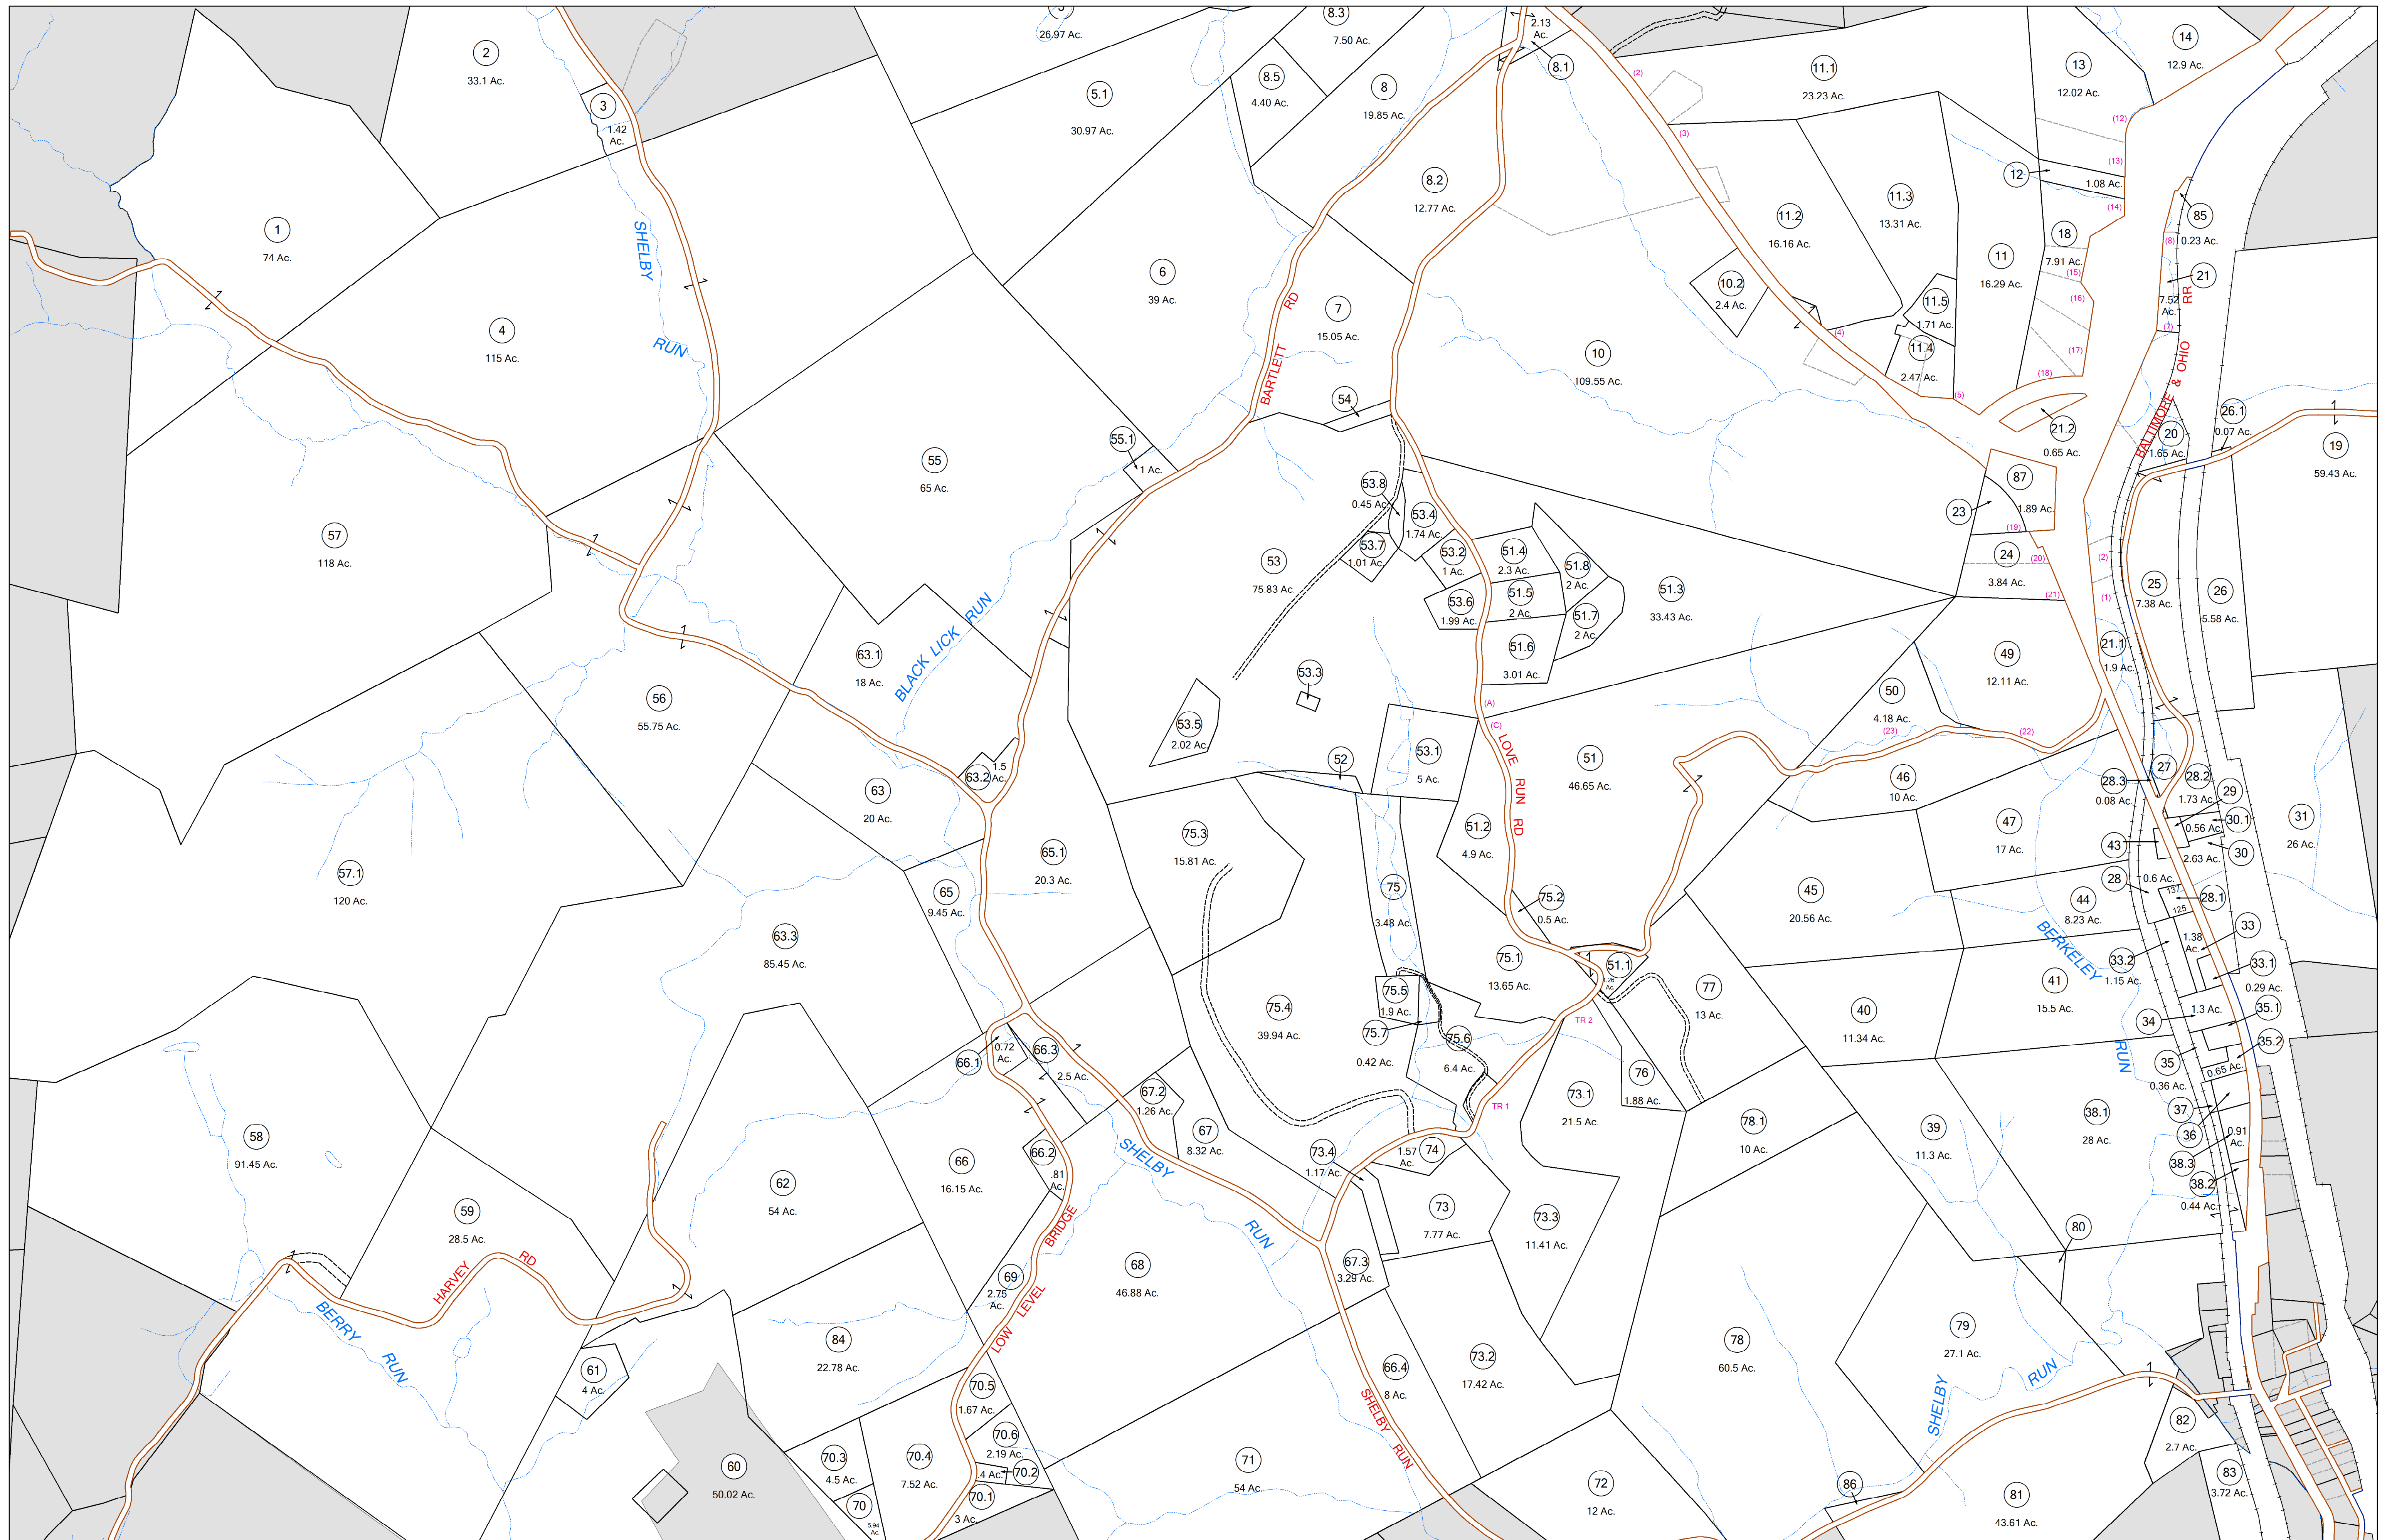 5
26.97 Ac.
8.3
7.50 Ac.
2.13
Ac.
8.1
2
33.1 Ac.
3
1.42
Ac.
5.1
30.97 Ac.
8.5
4.40 Ac.
8
19.85 Ac.
(2)
(3)
11.1
23.23 Ac.
13
12.02 Ac.
14
12.9 Ac.
(12)
(13)
12
1.08 Ac.
(14)
1
74 Ac.
SHELBY
RUN
4
115 Ac.
6
39 Ac.
8.2
12.77 Ac.
11.2
16.16 Ac.
11.3
13.31 Ac.
11
16.29 Ac.
18
7.91 Ac.
(15)
(16)
(17)
(18)
85
0.23 Ac.
(8)
21
7.52
Ac.
(7)
BALTIMORE & OHIO RR
10.2
2.4 Ac.
11.5
1.71 Ac.
11.4
2.47 Ac.
(4)
(5)
BARTLETT RD
7
15.05 Ac.
10
109.55 Ac.
54
21.2
0.65 Ac.
20
1.65 Ac.
26.1
0.07 Ac.
19
59.43 Ac.
55.1
1 Ac.
55
65 Ac.
57
118 Ac.
53.8
0.45 Ac.
53.4
1.74 Ac.
53.7
1.01 Ac.
53.2
1 Ac.
53
75.83 Ac.
53.6
1.99 Ac.
51.4
2.3 Ac.
51.5
2 Ac.
51.8
2 Ac.
51.7
2 Ac.
51.6
3.01 Ac.
51.3
33.43 Ac.
87
1.89 Ac.
23
(19)
24
3.84 Ac.
(20)
(21)
(2)
(1)
25
7.38 Ac.
26
5.58 Ac.
BLACK LICK RUN
63.1
18 Ac.
56
55.75 Ac.
53.3
53.5
2.02 Ac.
(A)
(C)
LOVE RUN RD
49
12.11 Ac.
50
4.18 Ac.
(23)
(22)
21.1
1.9 Ac.
63.2
1.5
Ac.
63
20 Ac.
52
53.1
5 Ac.
51
46.65 Ac.
46
10 Ac.
28.3
0.08 Ac.
27
28.2
1.73 Ac.
29
0.56 Ac.
30.1
30
2.63 Ac.
31
26 Ac.
57.1
120 Ac.
65.1
20.3 Ac.
65
9.45 Ac.
75.3
15.81 Ac.
51.2
4.9 Ac.
75
3.48 Ac.
75.2
0.5 Ac.
47
17 Ac.
43
28
0.6 Ac.
137
125
28.1
45
20.56 Ac.
44
8.23 Ac.
BERKELEY
RUN
63.3
85.45 Ac.
75.4
39.94 Ac.
75.5
1.9 Ac.
75.7
0.42 Ac.
75.1
13.65 Ac.
51.1
75.6
6.4 Ac.
TR 2
TR 1
77
13 Ac.
40
11.34 Ac.
41
15.5 Ac.
1.38
Ac.
33
33.2
1.15 Ac.
33.1
0.29 Ac.
34
1.3 Ac.
35.1
35.2
35
0.36 Ac.
0.65 Ac.
66.1
0.72
Ac.
66.3
2.5 Ac.
67.2
1.26 Ac.
67
8.32 Ac.
76
1.88 Ac.
73.1
21.5 Ac.
78.1
10 Ac.
39
11.3 Ac.
38.1
28 Ac.
37
36
0.91
Ac.
38.3
38.2
0.44 Ac.
58
91.45 Ac.
59
28.5 Ac.
62
54 Ac.
66
16.15 Ac.
66.2
.81
Ac.
SHELBY
RUN
73.4
1.17 Ac.
74
1.57
Ac.
73
7.77 Ac.
73.3
11.41 Ac.
80
HARVEY RD
BERRY
RUN
69
2.75
Ac.
LOW LEVEL BRIDGE
68
46.88 Ac.
67.3
3.29 Ac.
84
22.78 Ac.
61
4 Ac.
66.4
8 Ac.
SHELBY RUN
73.2
17.42 Ac.
78
60.5 Ac.
79
27.1 Ac.
SHELBY
RUN
70.5
1.67 Ac.
70.6
2.19 Ac.
70.3
4.5 Ac.
70.4
7.52 Ac.
.4 Ac.
70.2
70.1
3 Ac.
70
5.94
Ac.
60
50.02 Ac.
71
54 Ac.
72
12 Ac.
86
81
43.61 Ac.
82
2.7 Ac.
83
3.72 Ac.